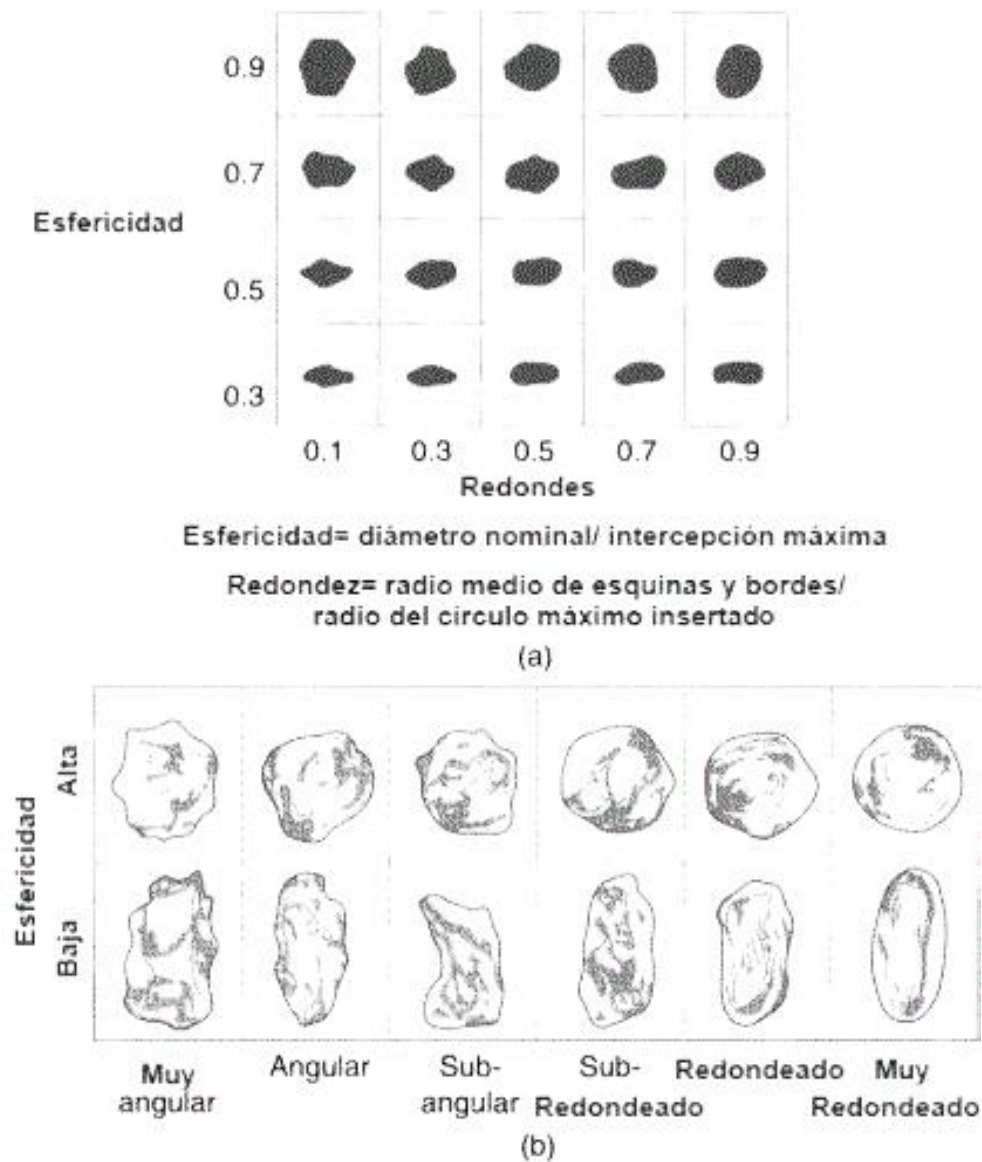 0.9
0.7
Esfericidad
0.5
0.3
0.1 0.3 0.5 0.7 0.9
Redondes
Esfericidad= diámetro nominal/ intercepción máxima
Redondez= radio medio de esquinas y bordes/
radio del círculo máximo insertado
(a)
Esfericidad
Alta
Baja
Muy angular
Angular
Sub-angular
Sub-Redondeado
Redondeado
Muy Redondeado
(b)